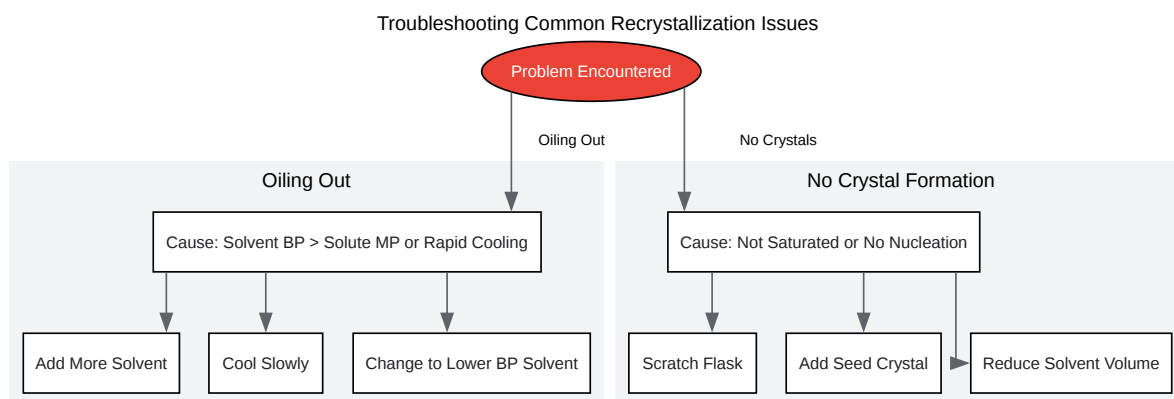 Troubleshooting Common Recrystallization Issues
Problem Encountered
Oiling Out
No Crystals
Oiling Out
No Crystal Formation
Cause: Solvent BP > Solute MP or Rapid Cooling
Cause: Not Saturated or No Nucleation
Add More Solvent
Cool Slowly
Change to Lower BP Solvent
Scratch Flask
Add Seed Crystal
Reduce Solvent Volume